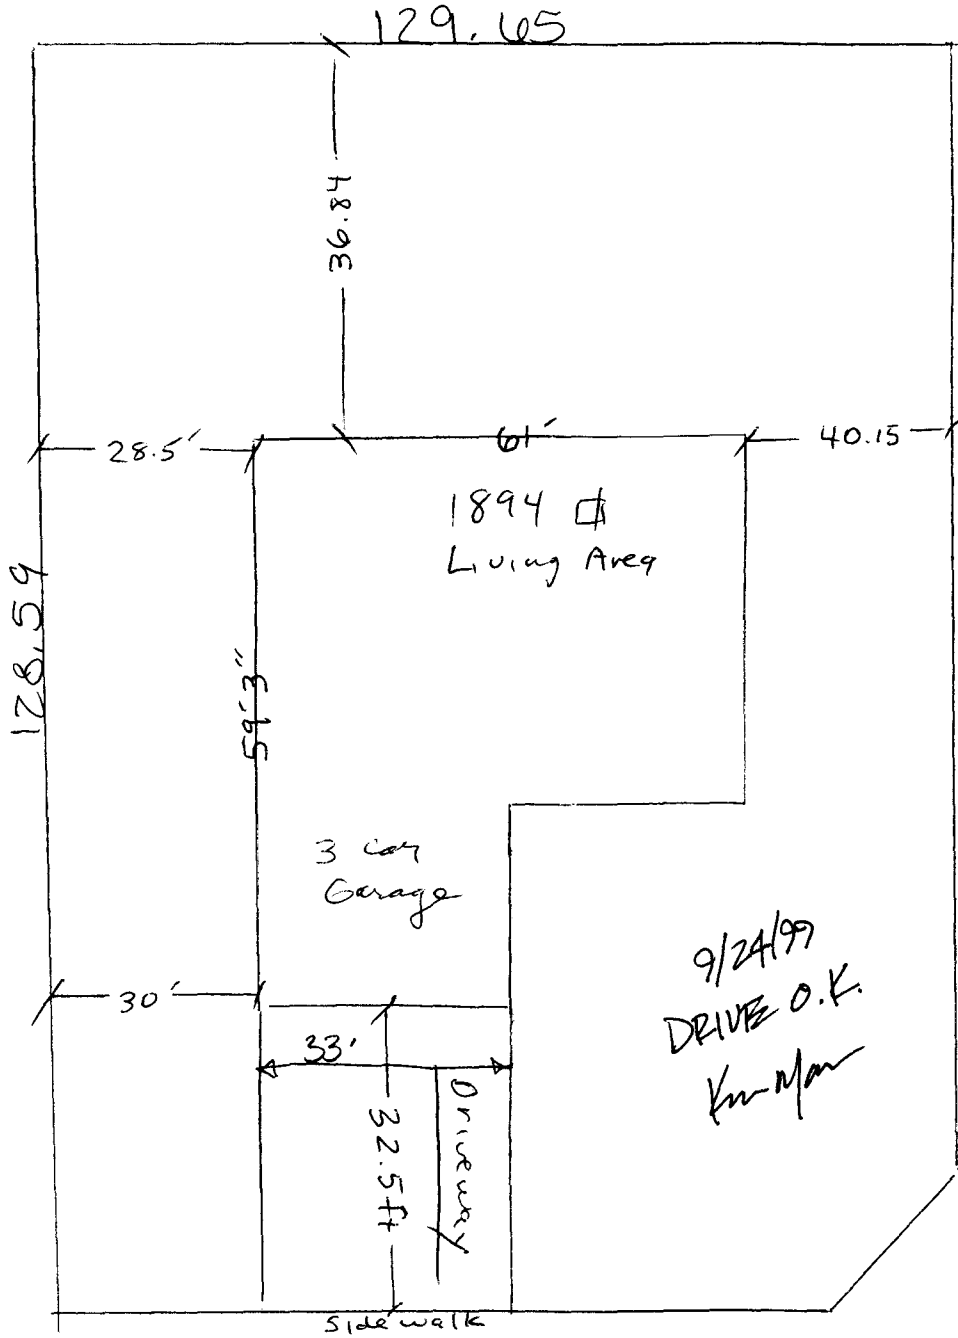 129.65
36.84
28.5'
61'
40.15
1894
Living Area
128.59
59'3"
3 car
Garage
9/24/99
DRIVE O.K.
30'
33'
32.5ft
Driveway
Sidewalk